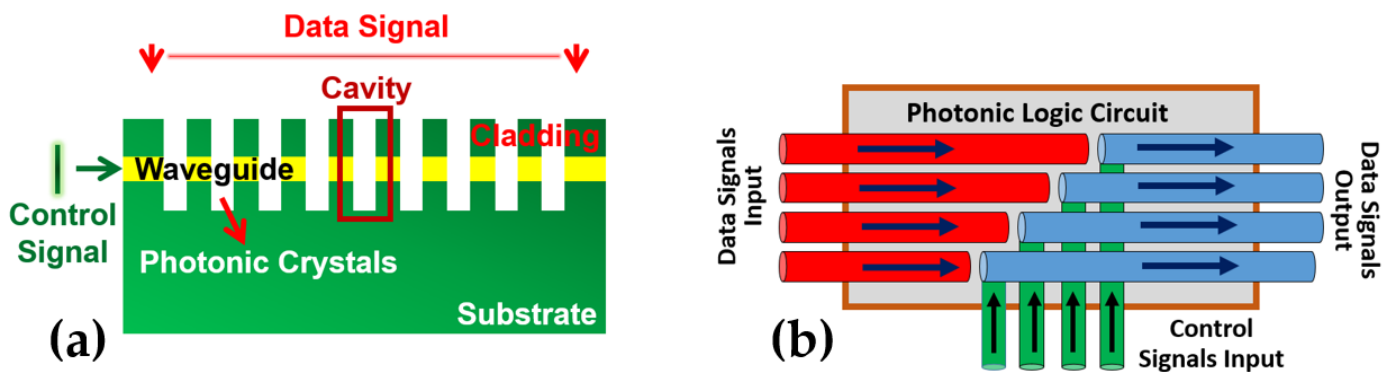 Data Signal
Cavity
Cladding
Waveguide
Control
Signal
Photonic Crystals
Substrate
(a)
Photonic Logic Circuit
Data Signals
Input
Data Signals
Output
Control
Signals Input
(b)